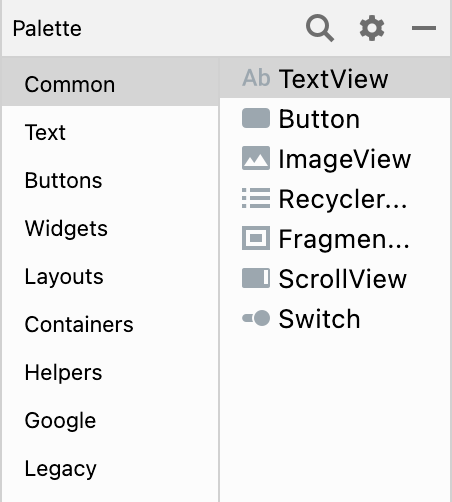 Palette
Common
Text
Buttons
Widgets
Layouts
Containers
Helpers
Google
Legacy
Ab TextView
Button
ImageView
Recycler...
Fragmen...
ScrollView
Switch